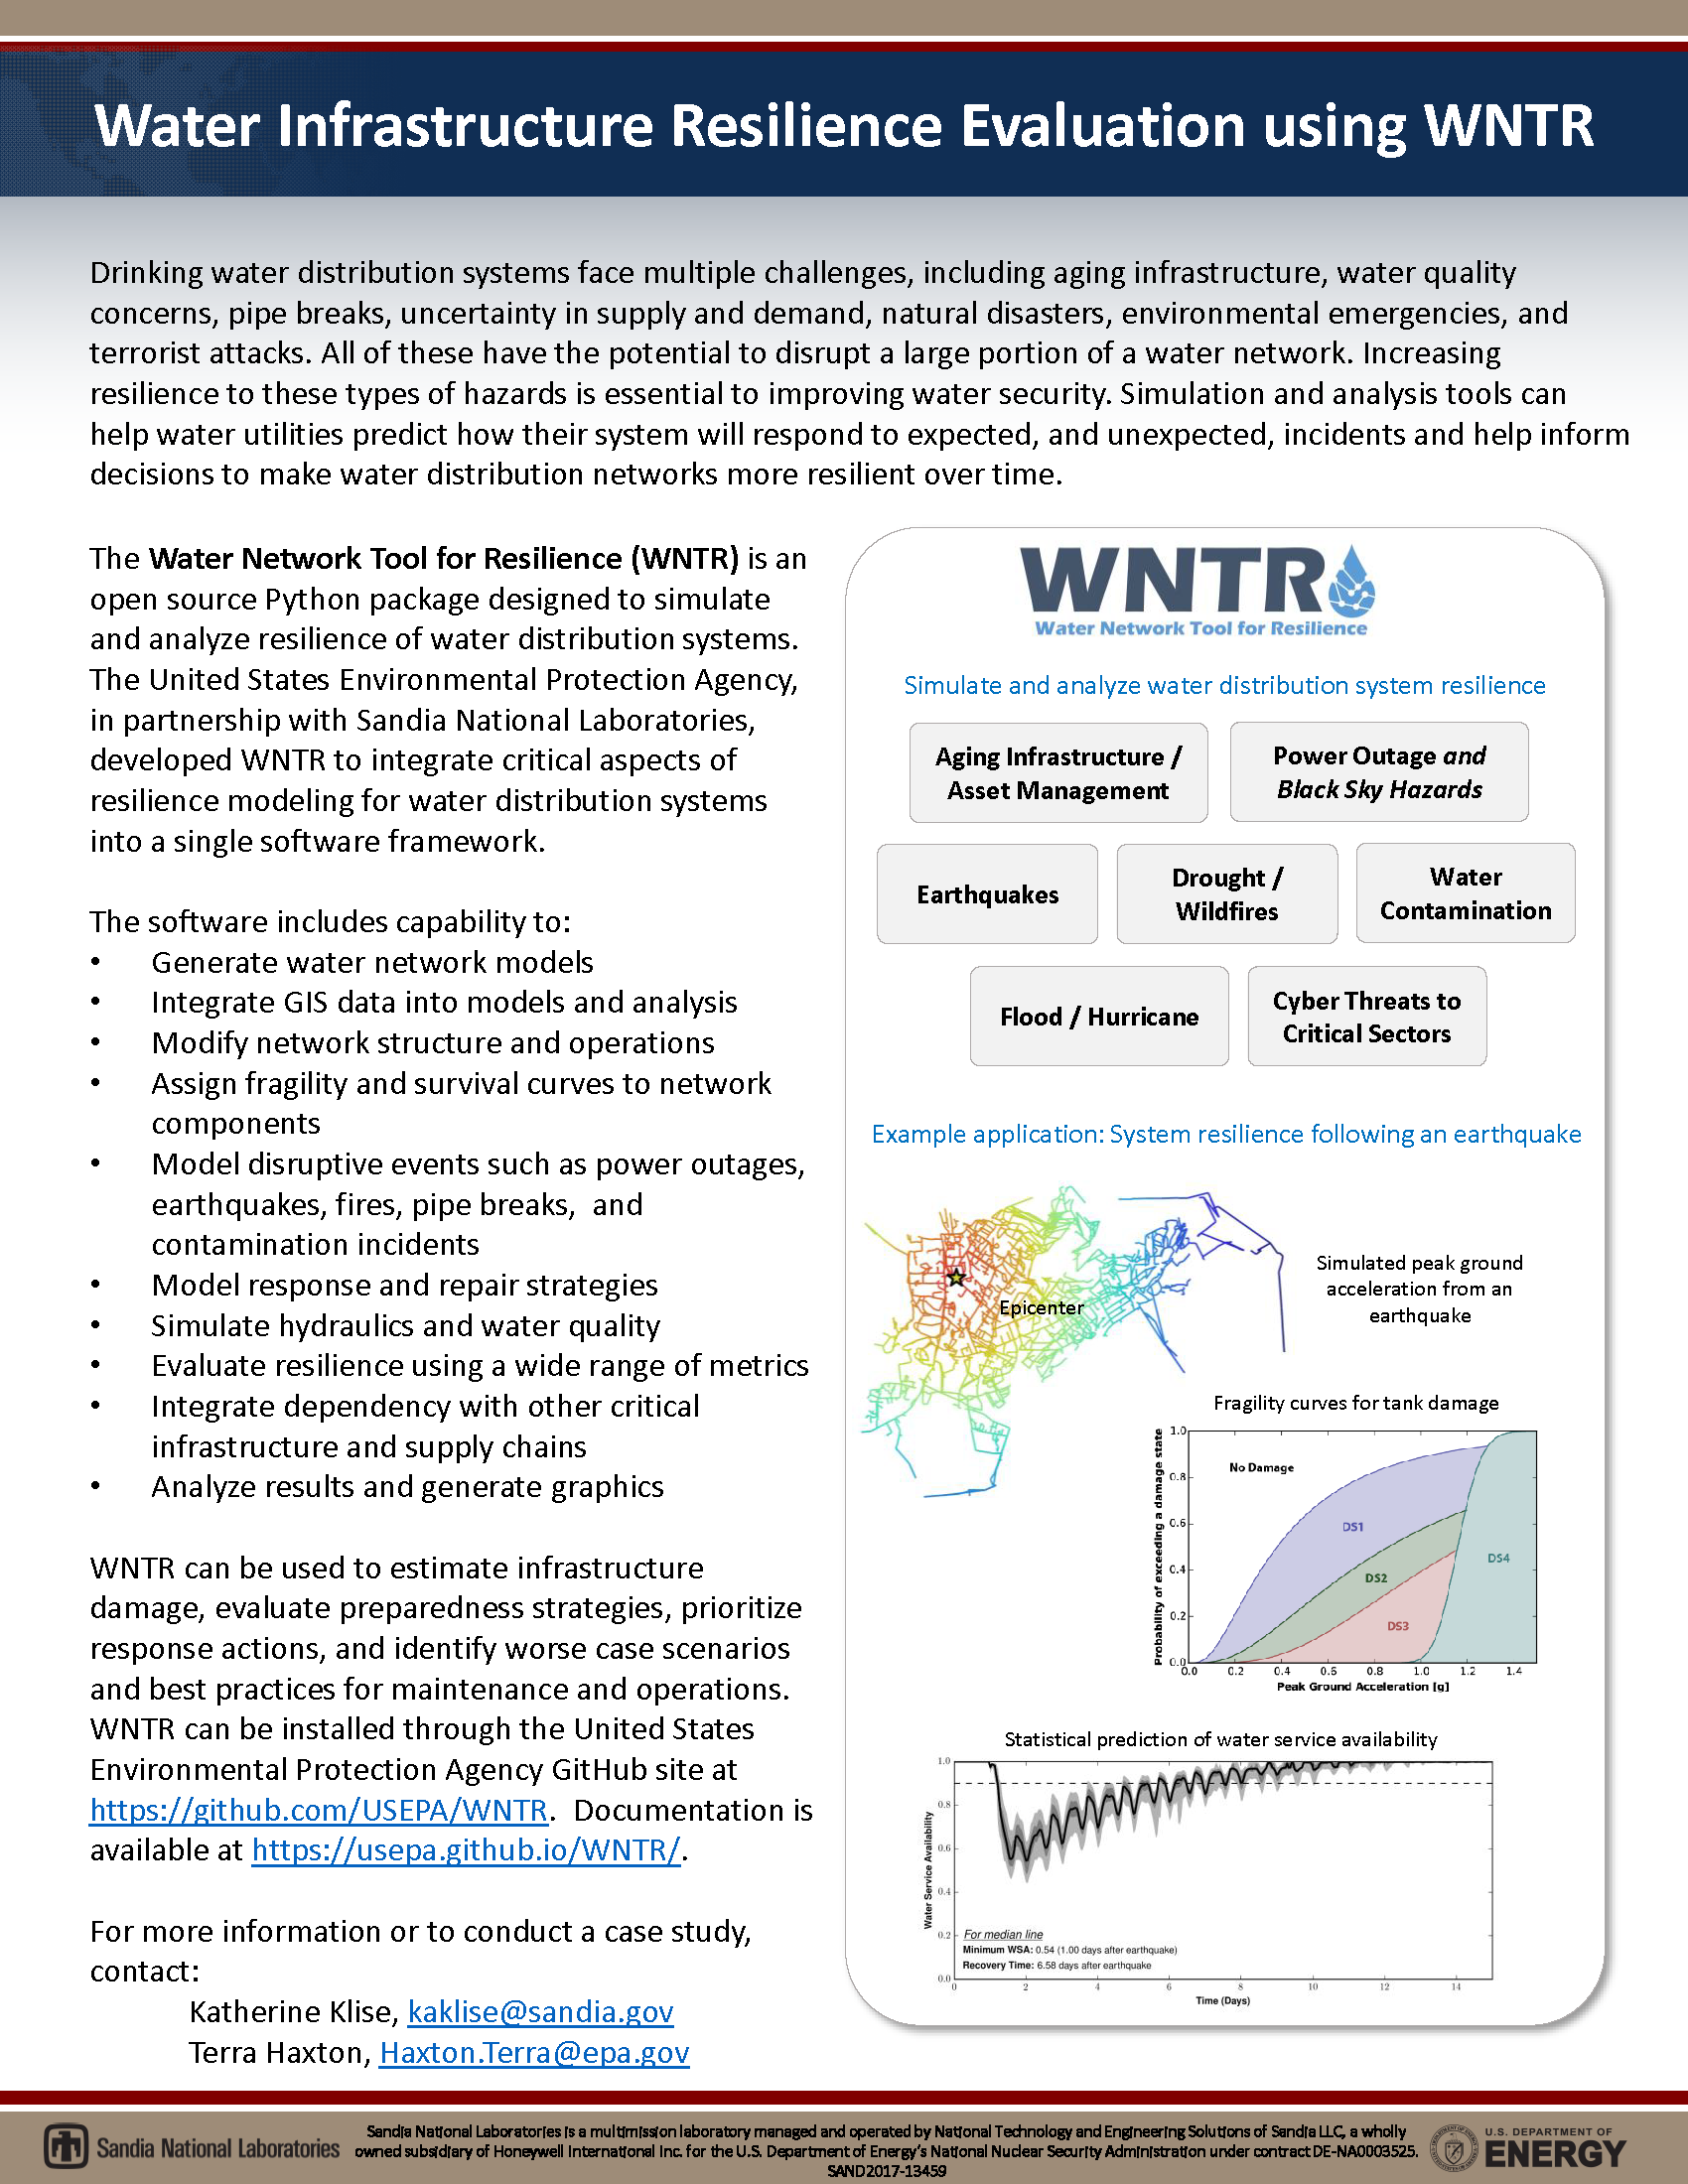 Water Infrastructure Resilience Evaluation using WNTR
Drinking water distribution systems face multiple challenges, including aging infrastructure, water quality
concerns, pipe breaks, uncertainty in supply and demand, natural disasters, environmental emergencies, and
terrorist attacks. All of these have the potential to disrupt a large portion of a water network. Increasing
resilience to these types of hazards is essential to improving water security. Simulation and analysis tools can
help water utilities predict how their system will respond to expected, and unexpected, incidents and help inform
decisions to make water distribution networks more resilient over time.
The Water Network Tool for Resilience (WNTR) is an
open source Python package designed to simulate
and analyze resilience of water distribution systems.
The United States Environmental Protection Agency,
in partnership with Sandia National Laboratories,
developed WNTR to integrate critical aspects of
resilience modeling for water distribution systems
into a single software framework.
The software includes capability to:
• Generate water network models
• Integrate GIS data into models and analysis
• Modify network structure and operations
• Assign fragility and survival curves to network
components
• Model disruptive events such as power outages,
earthquakes, fires, pipe breaks,  and
contamination incidents
• Model response and repair strategies
• Simulate hydraulics and water quality
• Evaluate resilience using a wide range of metrics
• Integrate dependency with other critical
infrastructure and supply chains
• Analyze results and generate graphics
WNTR can be used to estimate infrastructure
damage, evaluate preparedness strategies, prioritize
response actions, and identify worse case scenarios
and best practices for maintenance and operations.
WNTR can be installed through the United States
Environmental Protection Agency GitHub site at
https://github.com/USEPA/WNTR.  Documentation is
available at https://usepa.github.io/WNTR/.
For more information or to conduct a case study,
contact:
Katherine Klise, kaklise@sandia.gov
Terra Haxton, Haxton.Terra@epa.gov
WNTR
Water Network Tool for Resilience
Simulate and analyze water distribution system resilience
Aging Infrastructure /
Asset Management
Power Outage and
Black Sky Hazards
Earthquakes
Drought /
Wildfires
Water
Contamination
Flood / Hurricane
Cyber Threats to
Critical Sectors
Example application: System resilience following an earthquake
Epicenter
Simulated peak ground
acceleration from an
earthquake
Fragility curves for tank damage
Probability of exceeding a damage state
1.0
0.8
0.6
0.4
0.2
0.0
No Damage
DS1
DS2
DS3
DS4
0.0 0.2 0.4 0.6 0.8 1.0 1.2 1.4
Peak Ground Acceleration [g]
Statistical prediction of water service availability
Water Service Availability
1.0
0.8
0.6
0.4
0.2
0.0
For median line
Minimum WSA: 0.54 (1.00 days after earthquake)
Recovery Time: 6.58 days after earthquake
0 2 4 6 8 10 12 14
Time (Days)
Sandia National Laboratories
Sandia National Laboratories is a multimission laboratory managed and operated by National Technology and Engineering Solutions of Sandia LLC, a wholly
owned subsidiary of Honeywell International Inc. for the U.S. Department of Energy's National Nuclear Security Administration under contract DE-NA0003525.
SAND2017-13459
U.S. DEPARTMENT OF
ENERGY